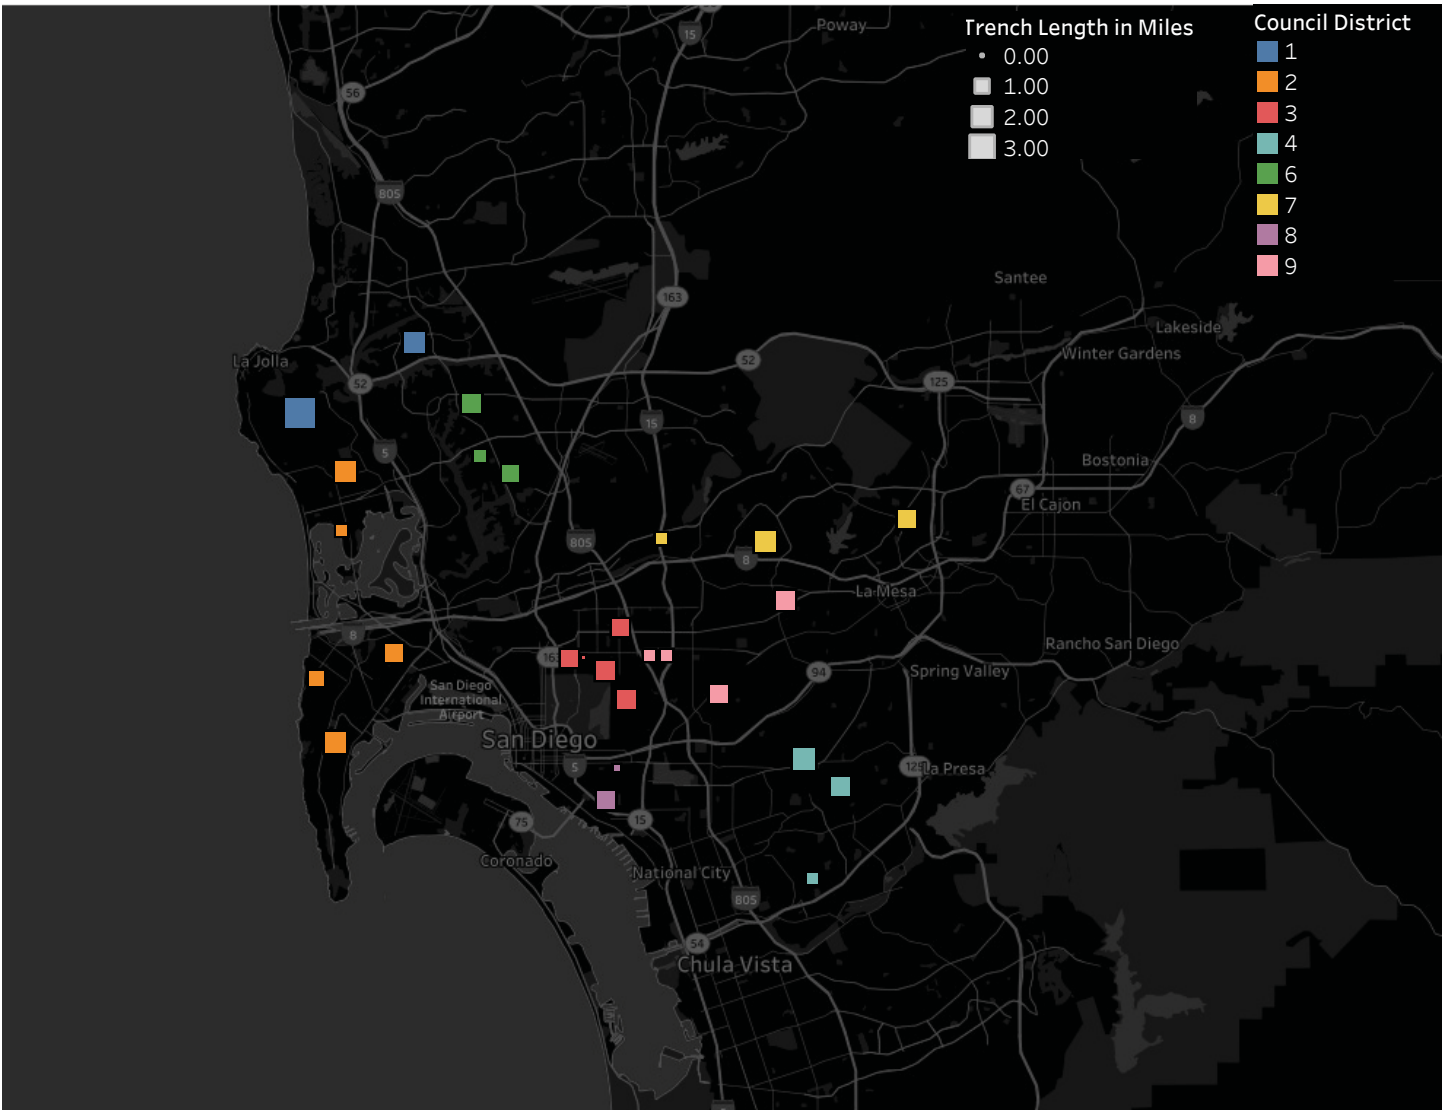 Poway
Trench Length in Miles
0.00
1.00
2.00
3.00
Council District
1
2
3
4
6
7
8
9
15
56
805
163
Santee
Lakeside
Winter Gardens
La Jolla
52
52
125
15
8
5
Bostonia
67
El Cajon
805
8
La Mesa
8
Rancho San Diego
94
Spring Valley
San Diego
International
Airport
San Diego
5
125
La Presa
75
15
Coronado
National City
805
54
Chula Vista